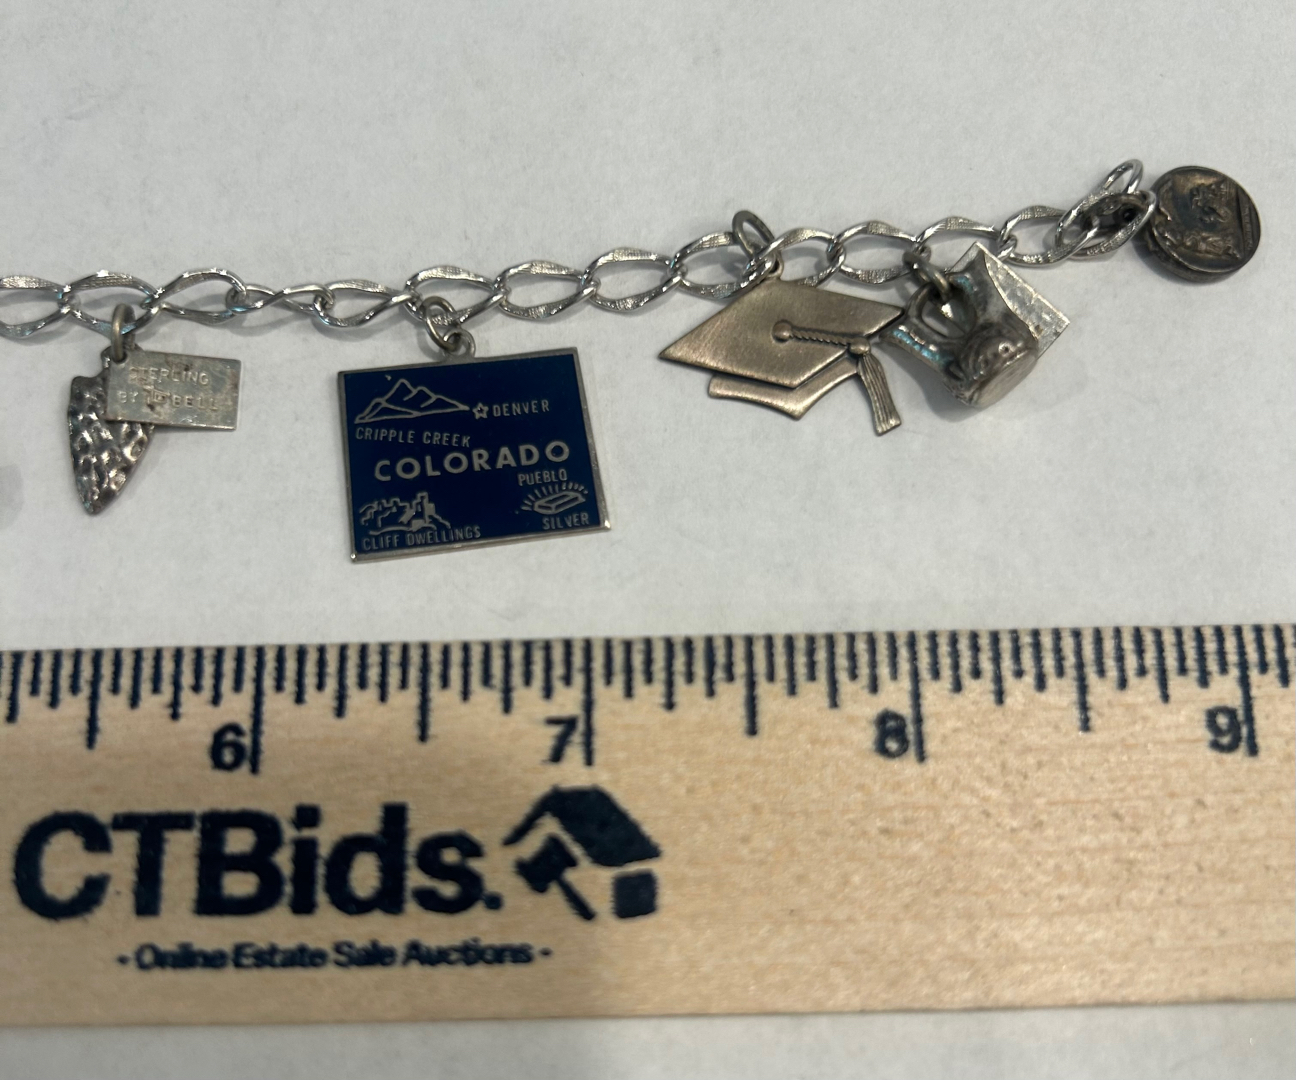 STERLING
BY BELL
DENVER
CRIPPLE CREEK
COLORADO
PUEBLO
SILVER
CLIFF DWELLINGS
6 7 8 9
CTBids.
- Online Estate Sale Auctions -